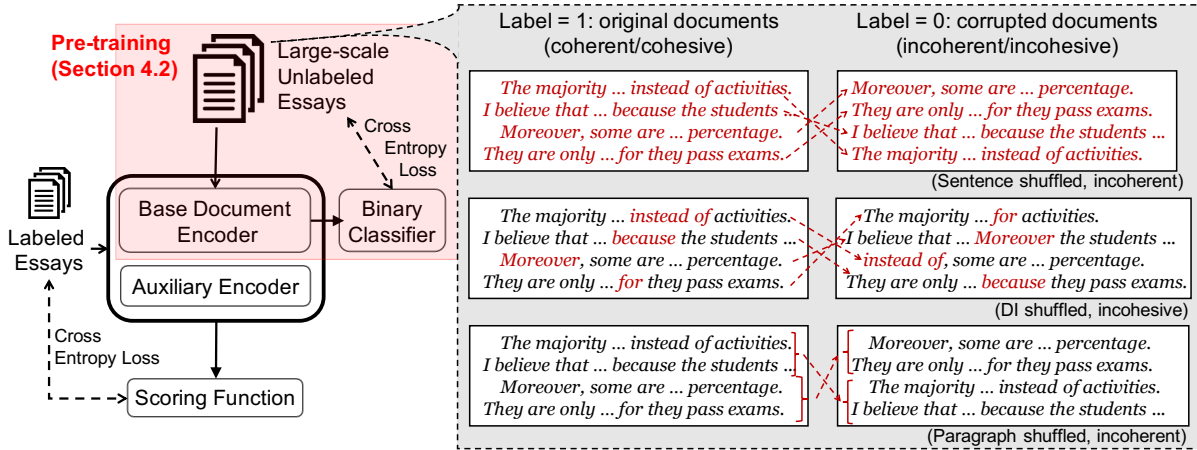 Pre-training
(Section 4.2)
Large-scale
Unlabeled
Essays
Cross
Entropy
Loss
Labeled
Essays
Base Document
Encoder
Binary
Classifier
Auxiliary Encoder
Cross
Entropy Loss
Scoring Function
Label = 1: original documents
(coherent/cohesive)
Label = 0: corrupted documents
(incoherent/incohesive)
The majority ... instead of activities.
I believe that ... because the students ...
Moreover, some are ... percentage.
They are only ... for they pass exams.
Moreover, some are ... percentage.
They are only ... for they pass exams.
I believe that ... because the students ...
The majority ... instead of activities.
(Sentence shuffled, incoherent)
The majority ... instead of activities.
I believe that ... because the students ...
Moreover, some are ... percentage.
They are only ... for they pass exams.
The majority ... for activities.
I believe that ... Moreover the students ...
instead of, some are ... percentage.
They are only ... because they pass exams.
(DI shuffled, incohesive)
The majority ... instead of activities.
I believe that ... because the students ...
Moreover, some are ... percentage.
They are only ... for they pass exams.
Moreover, some are ... percentage.
They are only ... for they pass exams.
The majority ... instead of activities.
I believe that ... because the students ...
(Paragraph shuffled, incoherent)